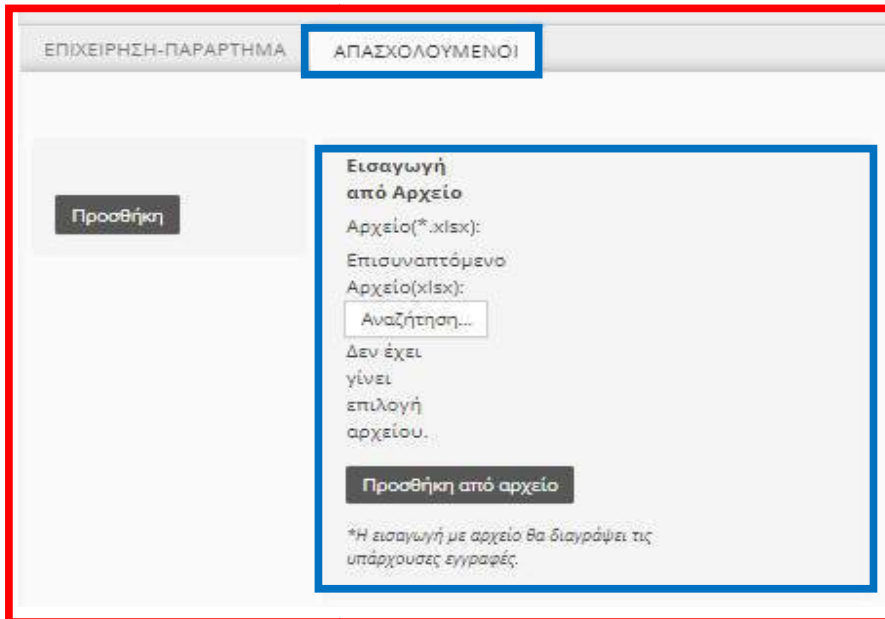 ΕΠΙΧΕΙΡΗΣΗ-ΠΑΡΑΡΤΗΜΑ
ΑΠΑΣΧΟΛΟΥΜΕΝΟΙ
Προσθήκη
Εισαγωγή
από Αρχείο
Αρχείο(*.xlsx):
Επισυναπτόμενο
Αρχείο(xlsx):
Αναζήτηση...
Δεν έχει
γίνει
επιλογή
αρχείου.
Προσθήκη από αρχείο
*Η εισαγωγή με αρχείο θα διαγράψει τις
υπάρχουσες εγγραφές.